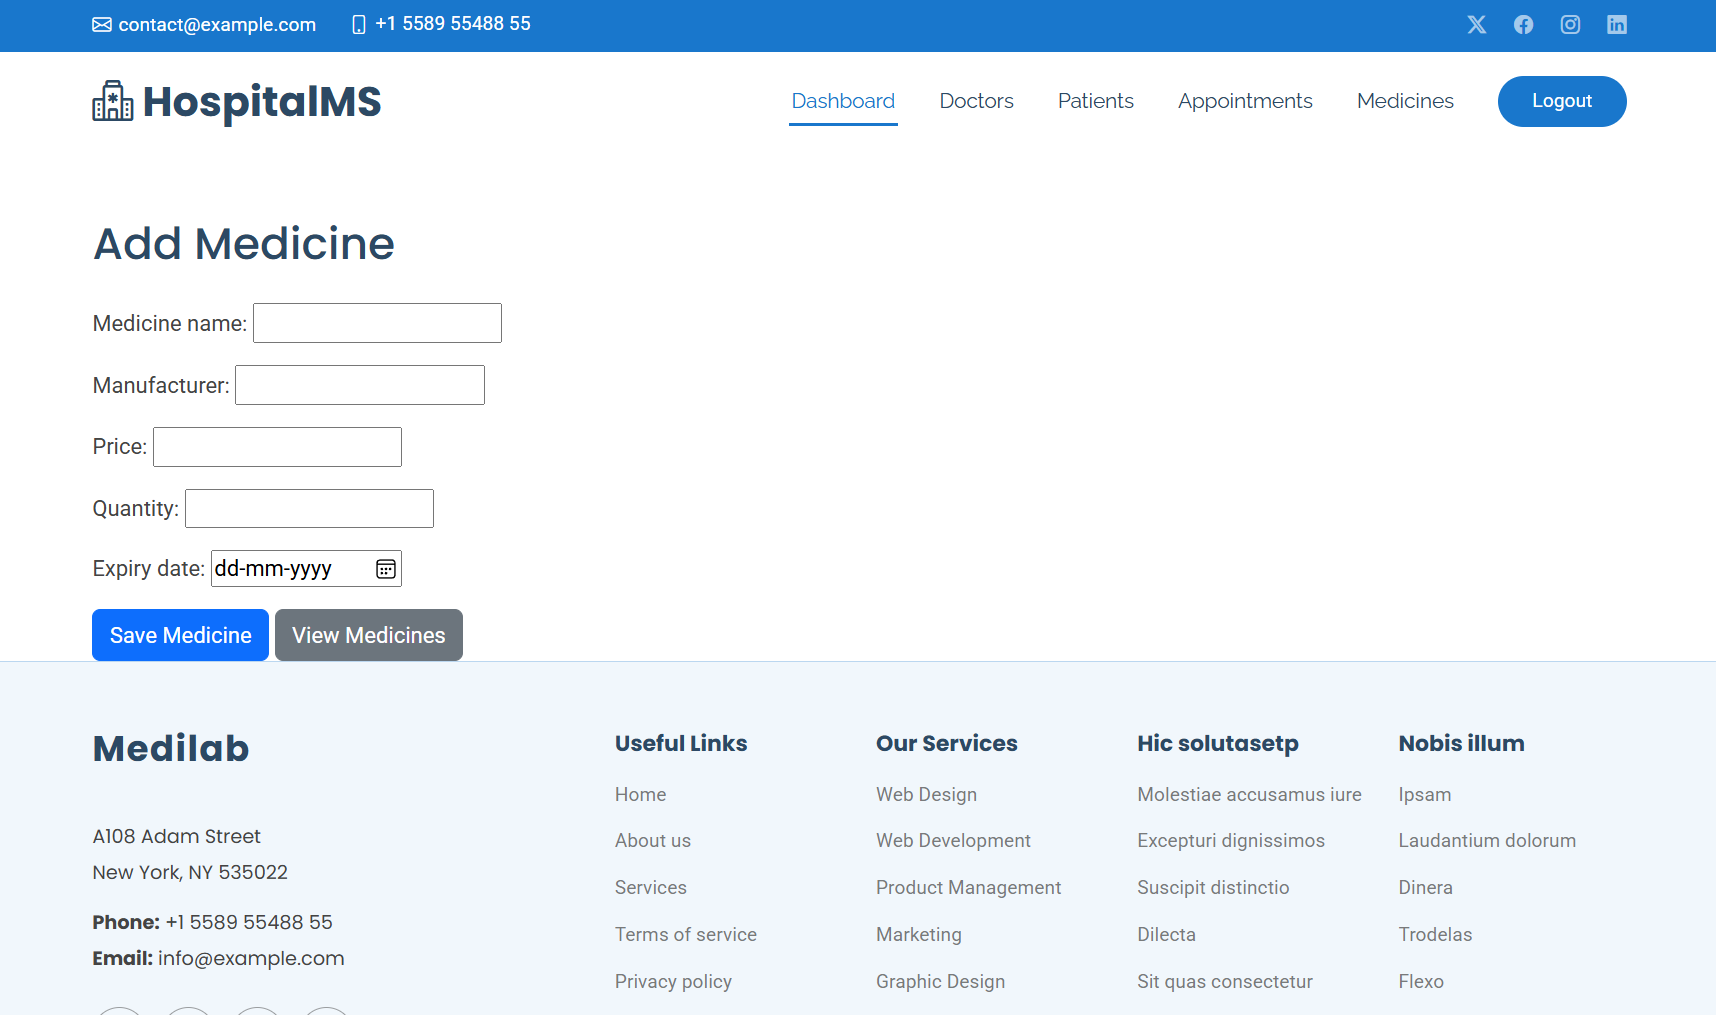 contact@example.com +1 5589 55488 55
HospitalMS Dashboard Doctors Patients Appointments Medicines Logout
Add Medicine
Medicine name:
Manufacturer:
Price:
Quantity:
Expiry date: dd-mm-yyyy
Save Medicine View Medicines
Medilab
A108 Adam Street
New York, NY 535022
Phone: +1 5589 55488 55
Email: info@example.com
Useful Links
Home
About us
Services
Terms of service
Privacy policy
Our Services
Web Design
Web Development
Product Management
Marketing
Graphic Design
Hic solutasetp
Molestiae accusamus iure
Excepturi dignissimos
Suscipit distinctio
Dilecta
Sit quas consectetur
Nobis illum
Ipsam
Laudantium dolorum
Dinera
Trodelas
Flexo